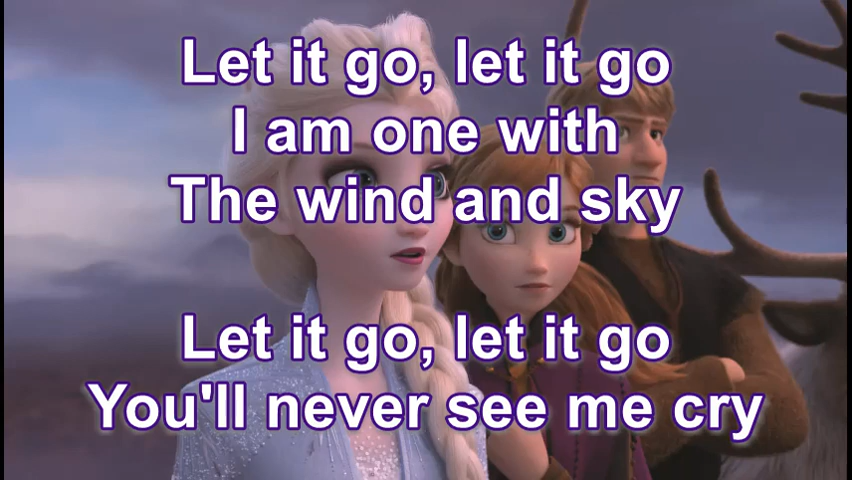 Let it go, let it go
I am one with
The wind and sky
Let it go, let it go
You'll never see me cry